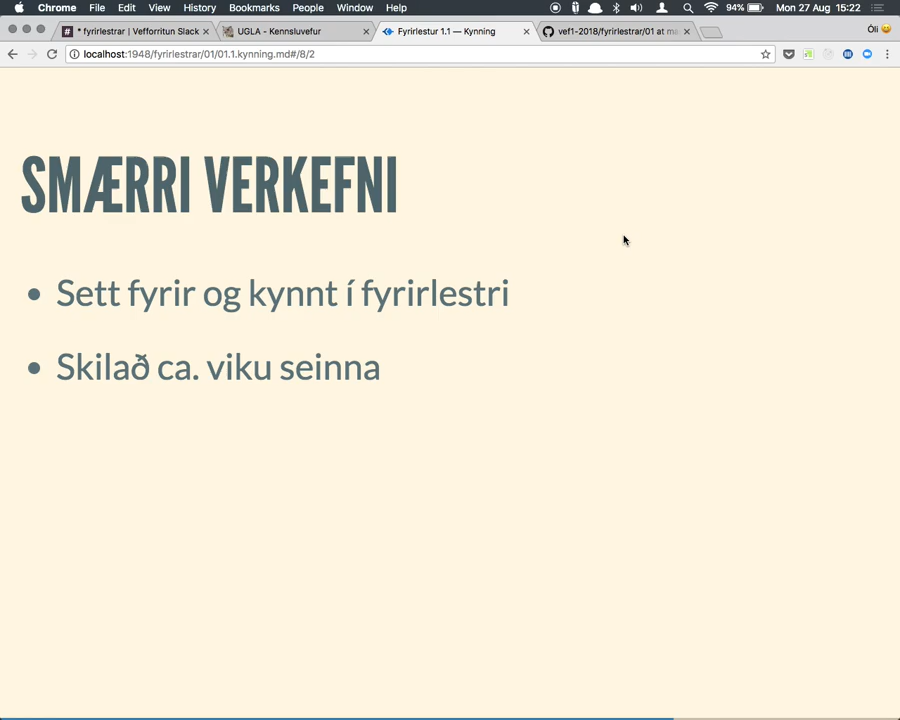 Chrome File Edit View History Bookmarks People Window Help 94% Mon 27 Aug 15:22
* fyrirlestrar | Vefforritun Slack UGLA - Kennsluvefur Fyrirlestur 1.1 — Kynning vef1-2018/fyrirlestrar/01 at ma Óli
localhost:1948/fyrirlestrar/01/01.1.kynning.md#/8/2
SMÆRRI VERKEFNI
• Sett fyrir og kynnt í fyrirlestri
• Skilað ca. viku seinna